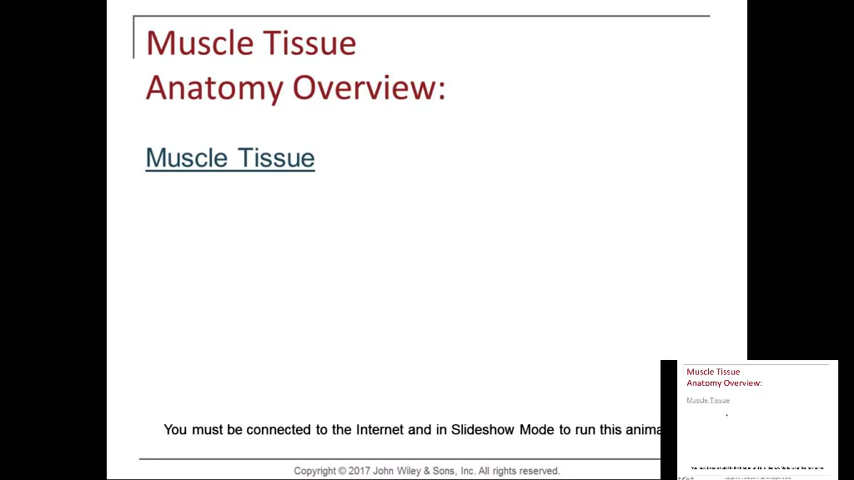 Muscle Tissue
Anatomy Overview:
Muscle Tissue
You must be connected to the Internet and in Slideshow Mode to run this
Copyright © 2017 John Wiley & Sons, Inc. All rights reserved.
Muscle Tissue
Anatomy Overview:
Muscle Tissue